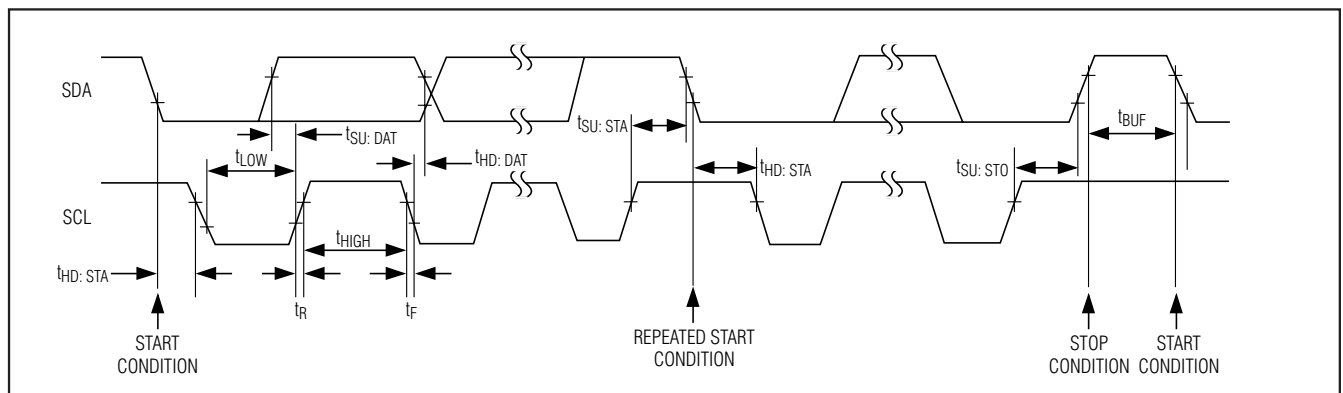 SDA
tSU: DAT
tSU: STA
tBUF
tLOW
tHD: DAT
tHD: STA
tSU: STO
SCL
tHIGH
tHD: STA
tR
tF
START
CONDITION
REPEATED START
CONDITION
STOP
CONDITION
START
CONDITION